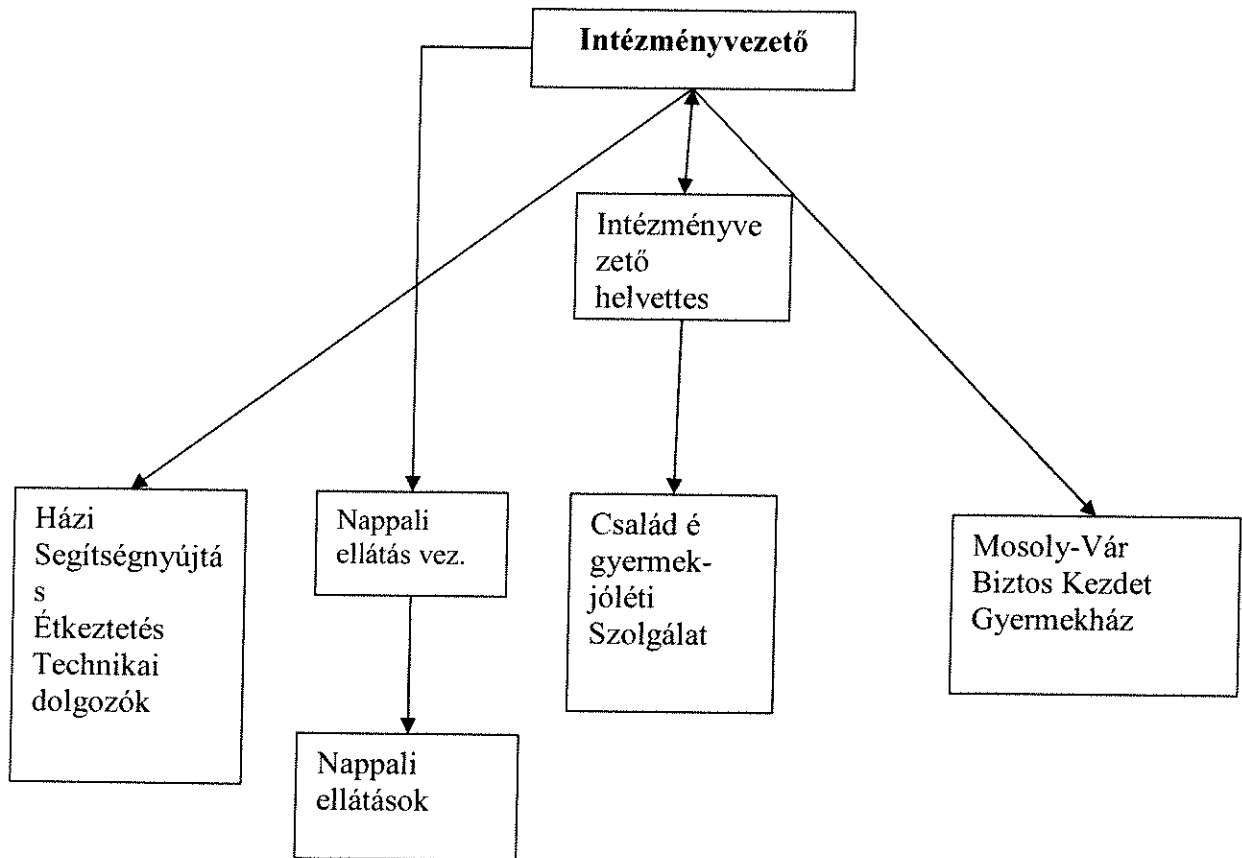 Intézményvezető
Intézményve
zető
helvettes
Házi
Segítségnyújtá
s
Étkeztetés
Technikai
dolgozók
Nappali
ellátás vez.
Család é
gyermek-
jóléti
Szolgálat
Mosoly-Vár
Biztos Kezdet
Gyermekház
Nappali
ellátások